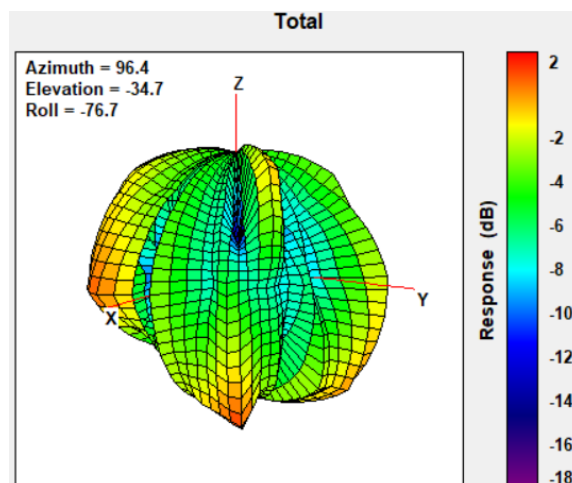 Total
Azimuth = 96.4
Elevation = -34.7
Roll = -76.7
Z
Y
X
Response (dB)
2
-2
-4
-6
-8
-10
-12
-14
-16
-18